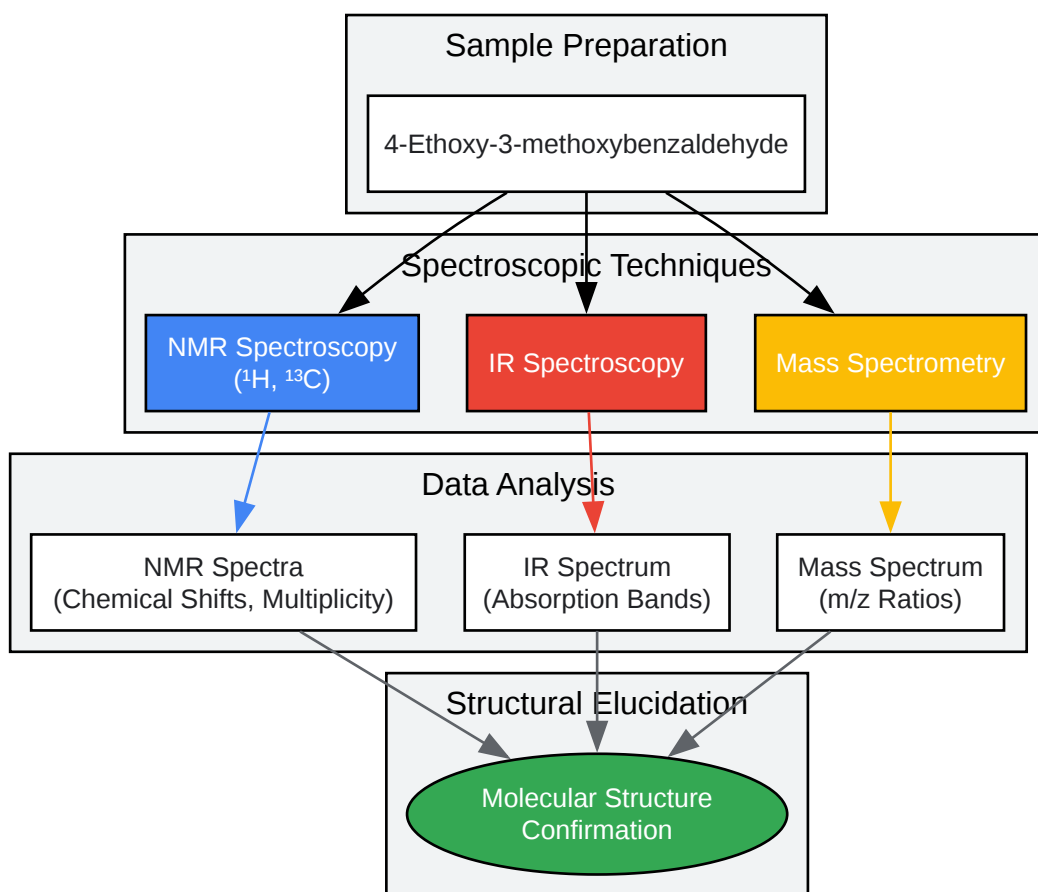 Sample Preparation
4-Ethoxy-3-methoxybenzaldehyde
Spectroscopic Techniques
NMR Spectroscopy
(¹H, ¹³C)
IR Spectroscopy
Mass Spectrometry
Data Analysis
NMR Spectra
(Chemical Shifts, Multiplicity)
IR Spectrum
(Absorption Bands)
Mass Spectrum
(m/z Ratios)
Structural Elucidation
Molecular Structure
Confirmation